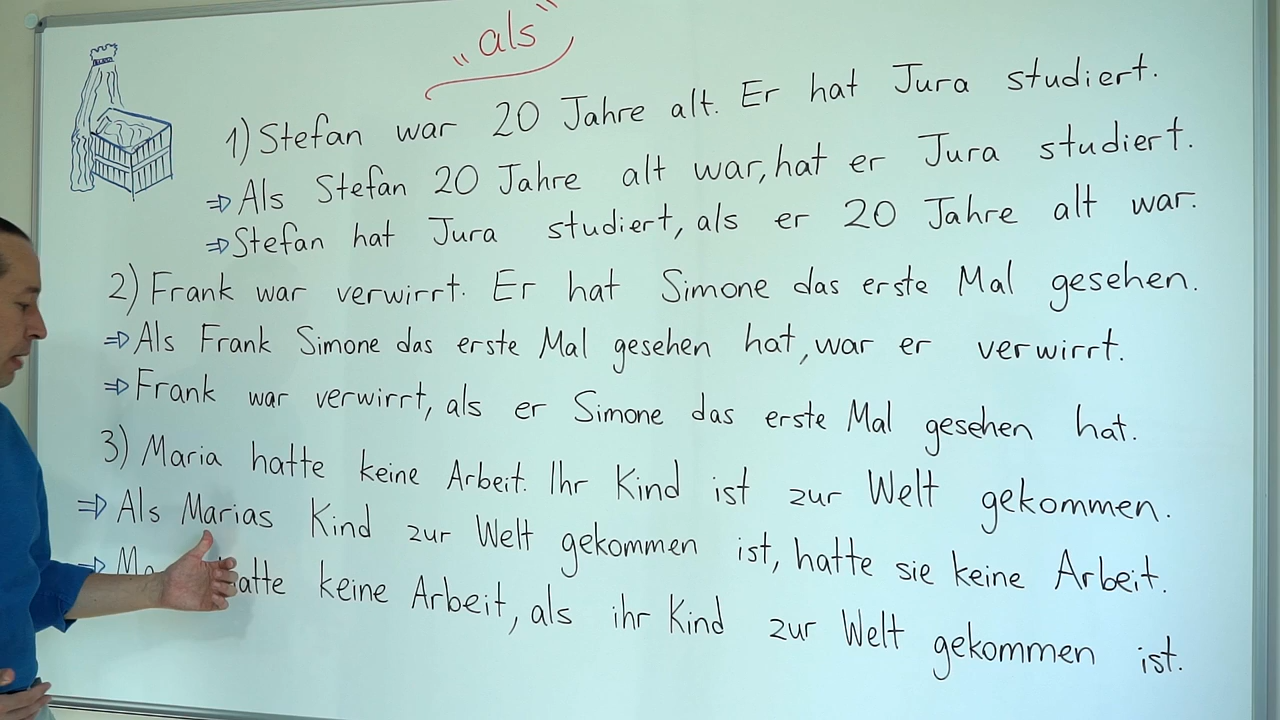 „als“
1) Stefan war 20 Jahre alt. Er hat Jura studiert.
⇒ Als Stefan 20 Jahre alt war, hat er Jura studiert.
⇒ Stefan hat Jura studiert, als er 20 Jahre alt war.
2) Frank war verwirrt. Er hat Simone das erste Mal gesehen.
⇒ Als Frank Simone das erste Mal gesehen hat, war er verwirrt.
⇒ Frank war verwirrt, als er Simone das erste Mal gesehen hat.
3) Maria hatte keine Arbeit. Ihr Kind ist zur Welt gekommen.
⇒ Als Marias Kind zur Welt gekommen ist, hatte sie keine Arbeit.
⇒ keine Arbeit, als ihr Kind zur Welt gekommen ist.